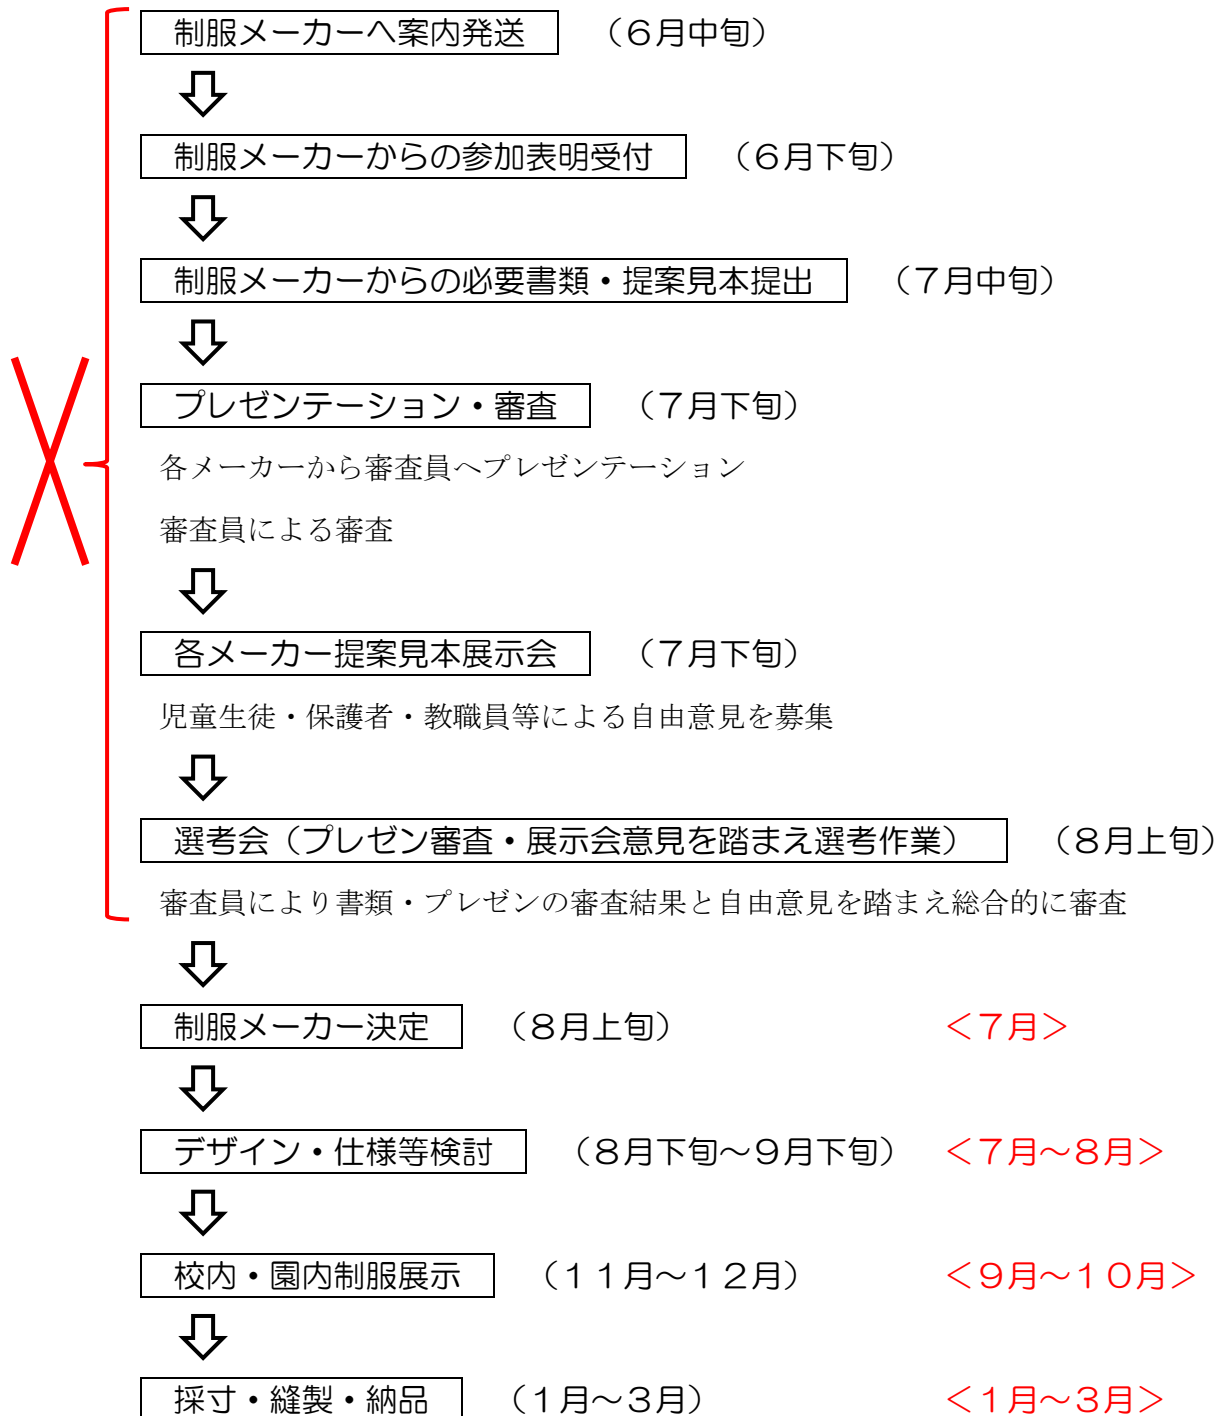 制服メーカーへ案内発送 （６月中旬）
制服メーカーからの参加表明受付 （６月下旬）
制服メーカーからの必要書類・提案見本提出 （７月中旬）
プレゼンテーション・審査 （７月下旬）
各メーカーから審査員へプレゼンテーション
審査員による審査
各メーカー提案見本展示会 （７月下旬）
児童生徒・保護者・教職員等による自由意見を募集
選考会（プレゼン審査・展示会意見を踏まえ選考作業） （８月上旬）
審査員により書類・プレゼンの審査結果と自由意見を踏まえ総合的に審査
制服メーカー決定 （８月上旬） ＜７月＞
デザイン・仕様等検討 （８月下旬～９月下旬） ＜７月～８月＞
校内・園内制服展示 （１１月～１２月） ＜９月～１０月＞
採寸・縫製・納品 （１月～３月） ＜１月～３月＞